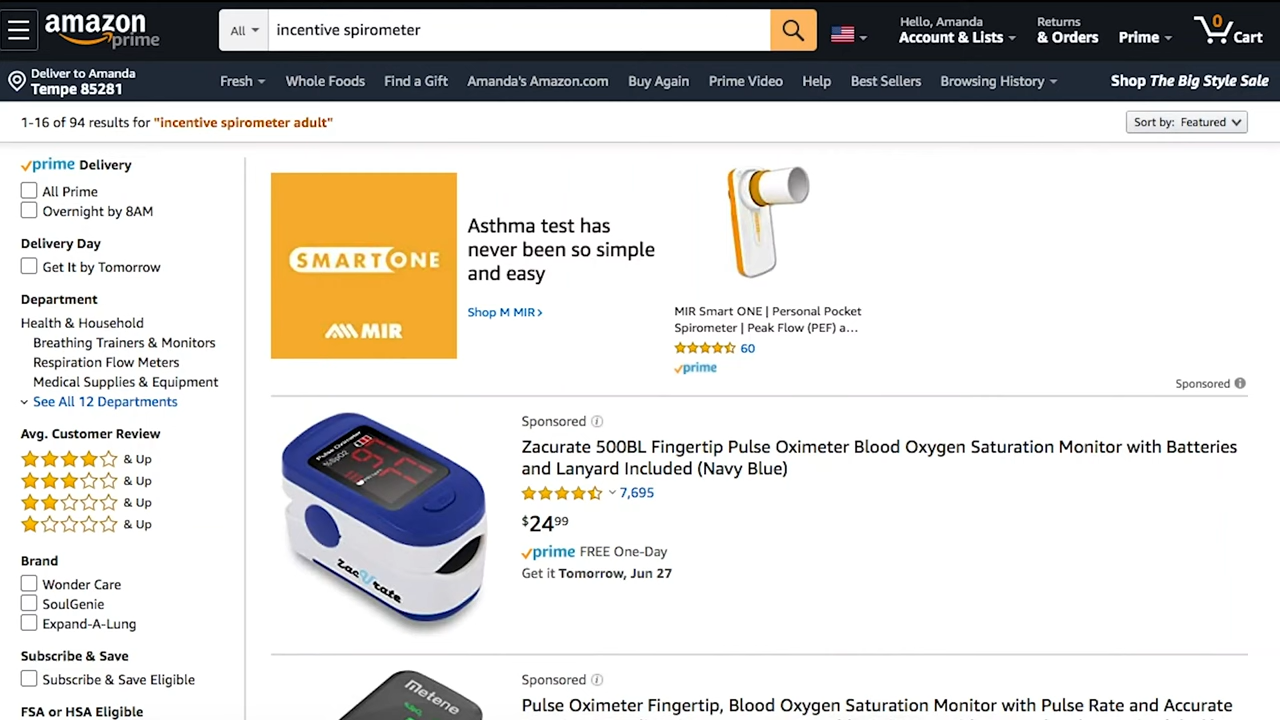 amazon
prime
All
incentive spirometer
Hello, Amanda
Account & Lists
Returns
& Orders
Prime
0
Cart
Deliver to Amanda
Tempe 85281
Fresh
Whole Foods
Find a Gift
Amanda's Amazon.com
Buy Again
Prime Video
Help
Best Sellers
Browsing History
Shop The Big Style Sale
1-16 of 94 results for "incentive spirometer adult"
Sort by: Featured
prime Delivery
All Prime
Overnight by 8AM
Delivery Day
Get It by Tomorrow
Department
Health & Household
Breathing Trainers & Monitors
Respiration Flow Meters
Medical Supplies & Equipment
See All 12 Departments
Avg. Customer Review
& Up
& Up
& Up
& Up
Brand
Wonder Care
SoulGenie
Expand-A-Lung
Subscribe & Save
Subscribe & Save Eligible
FSA or HSA Eligible
SMART ONE
MIR
Asthma test has
never been so simple
and easy
Shop M MIR ›
MIR Smart ONE | Personal Pocket
Spirometer | Peak Flow (PEF) a...
60
prime
Sponsored
Pulse Oximeter
%SpO2
97
77
Zacurate
Sponsored
Zacurate 500BL Fingertip Pulse Oximeter Blood Oxygen Saturation Monitor with Batteries
and Lanyard Included (Navy Blue)
7,695
$24 99
prime FREE One-Day
Get it Tomorrow, Jun 27
Metene
Sponsored
Pulse Oximeter Fingertip, Blood Oxygen Saturation Monitor with Pulse Rate and Accurate